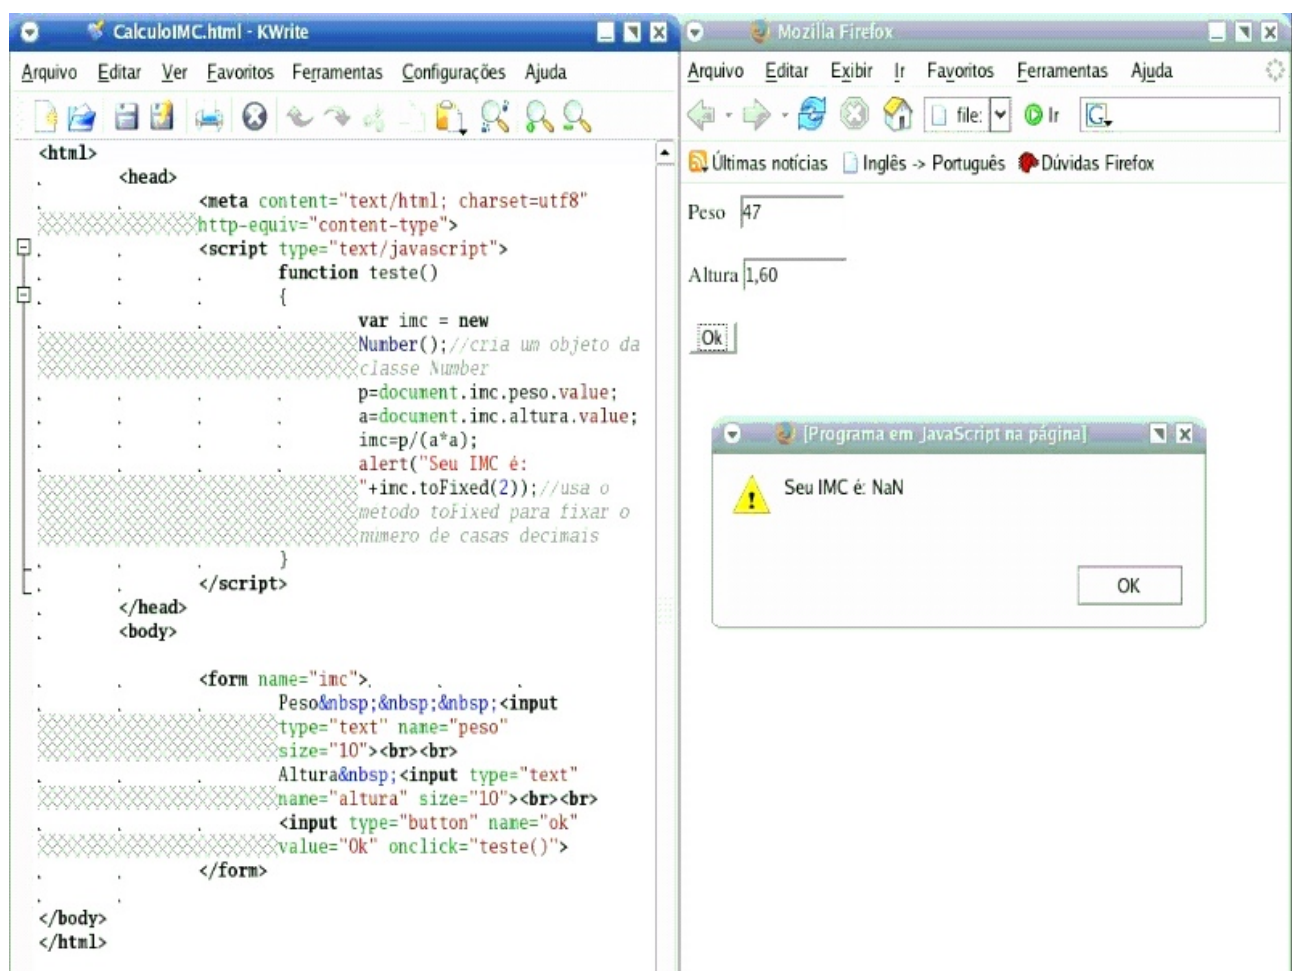 CalculoIMC.html - KWrite
Arquivo Editar Ver Favoritos Ferramentas Configurações Ajuda
<html>
<head>
<meta content="text/html; charset=utf8"
http-equiv="content-type">
<script type="text/javascript">
function teste()
{
var imc = new
Number();//cria um objeto da
classe Number
p=document.imc.peso.value;
a=document.imc.altura.value;
imc=p/(a*a);
alert("Seu IMC é:
"+imc.toFixed(2));//usa o
metodo toFixed para fixar o
número de casas decimais
}
</script>
</head>
<body>
<form name="imc">
Peso&nbsp;&nbsp;&nbsp;<input
type="text" name="peso"
size="10"><br><br>
Altura&nbsp;<input type="text"
name="altura" size="10"><br><br>
<input type="button" name="ok"
value="Ok" onclick="teste()">
</form>
</body>
</html>
Mozilla Firefox
Arquivo Editar Exibir Ir Favoritos Ferramentas Ajuda
file: Ir G
Últimas notícias Inglês -> Português Dúvidas Firefox
Peso 47
Altura 1,60
Ok
[Programa em JavaScript na página]
Seu IMC é: NaN
OK